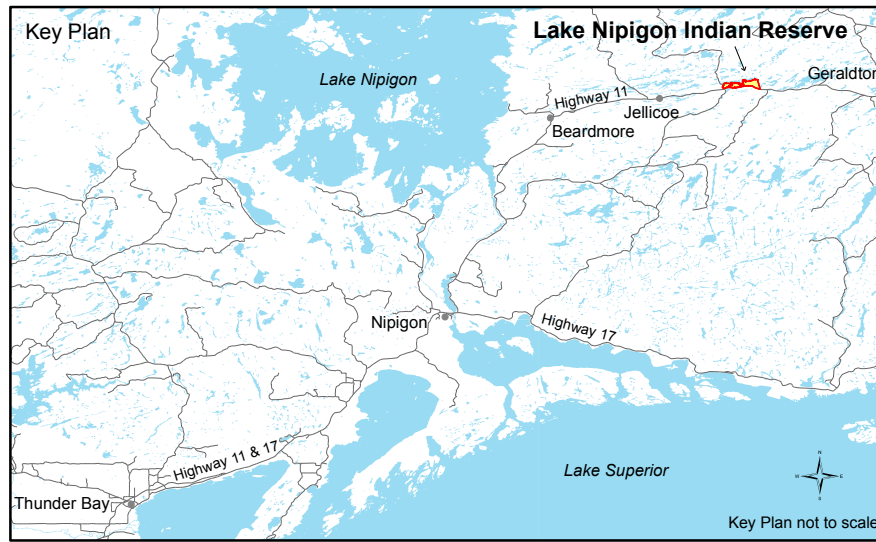 Key Plan
Lake Nipigon Indian Reserve
Lake Nipigon
Geraldton
Highway 11
Jellicoe
Beardmore
Nipigon
Highway 17
Highway 11 & 17
Lake Superior
N
W
E
S
Thunder Bay
Key Plan not to scale